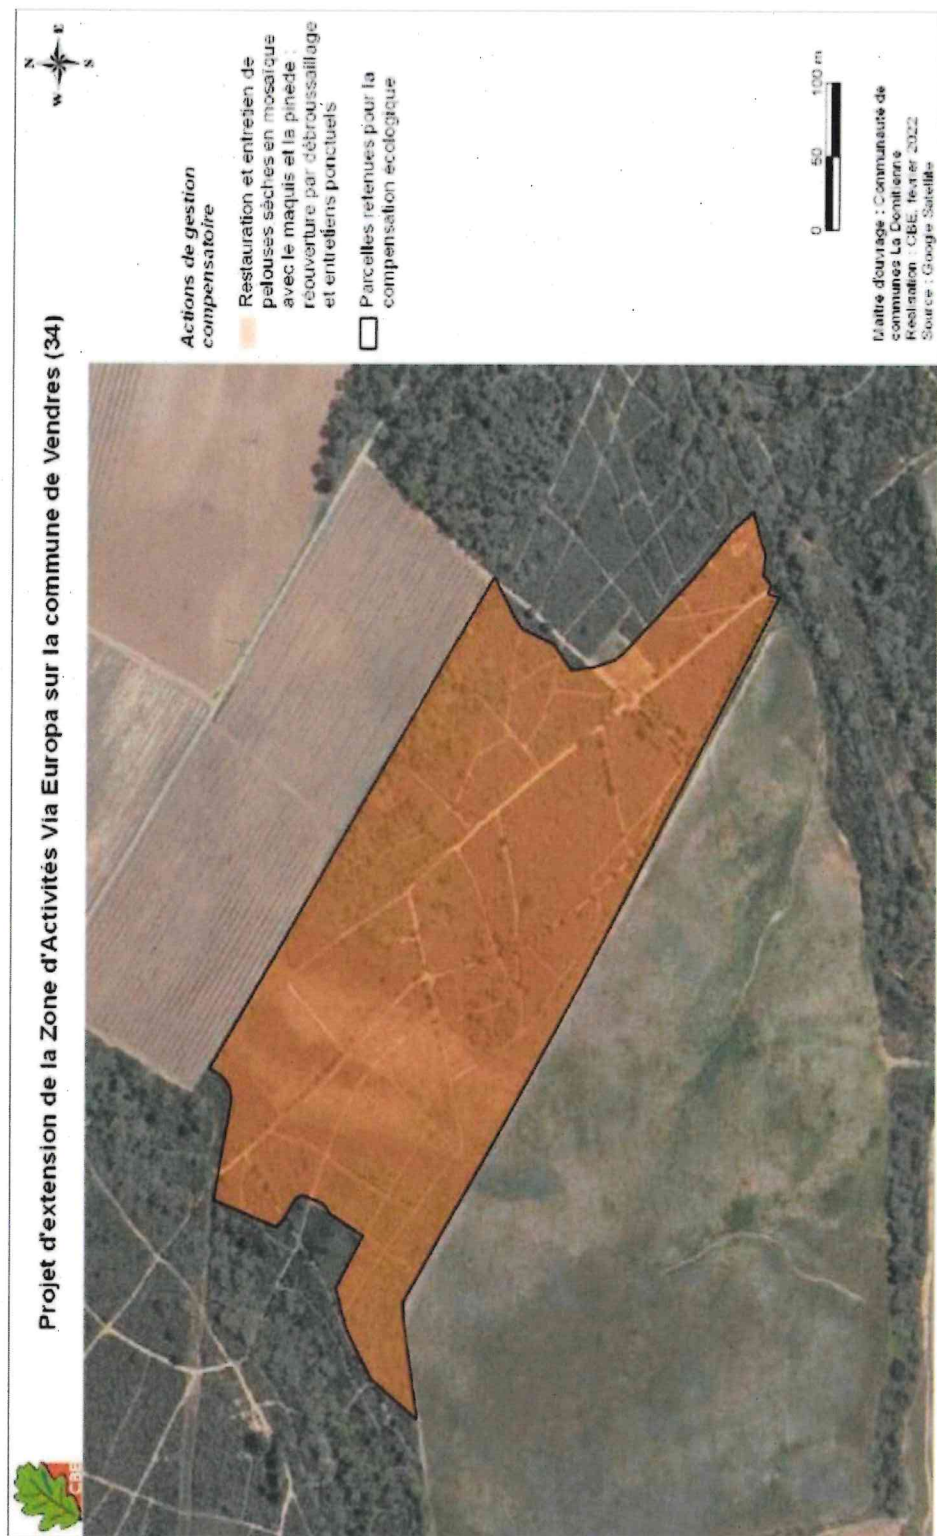 Projet d'extension de la Zone d'Activités Via Europa sur la commune de Vendres (34)
CBE
N
W E
S
Actions de gestion
compensatoire
Restauration et entretien de
pelouses sèches en mosaïque
avec le maquis et la pinède :
réouverture par débroussaillage
et entretiens ponctuels
Parcelles retenues pour la
compensation écologique
0 50 100 m
Maître d'ouvrage : Communauté de
communes La Domitienne
Réalisation : CBE, février 2022
Source : Google Satellite